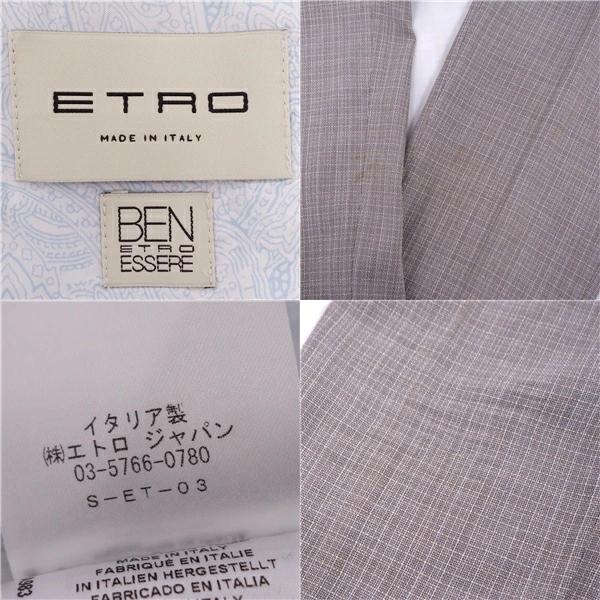 ETRO
MADE IN ITALY
BEN
ETRO
ESSERE
イタリア製
㈱エトロ ジャパン
03-5766-0780
S-ET-03
MADE IN ITALY
FABRIQUÉ EN ITALIE
IN ITALIEN HERGESTELLT
FABRICADO EN ITALIA